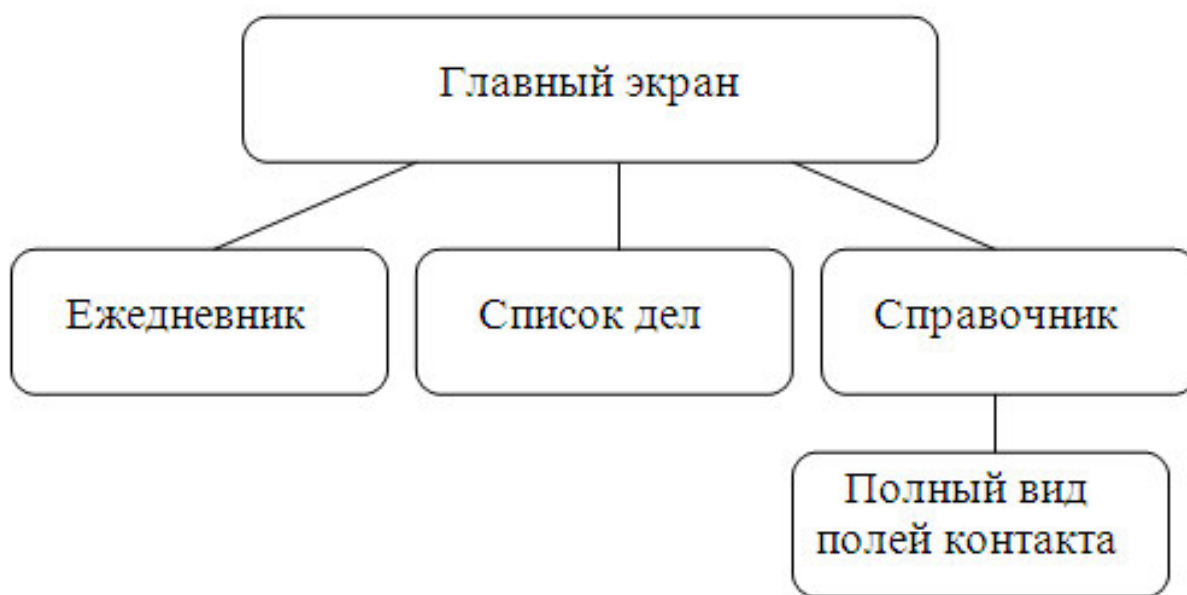 Главный экран
Ежедневник
Список дел
Справочник
Полный вид
полей контакта